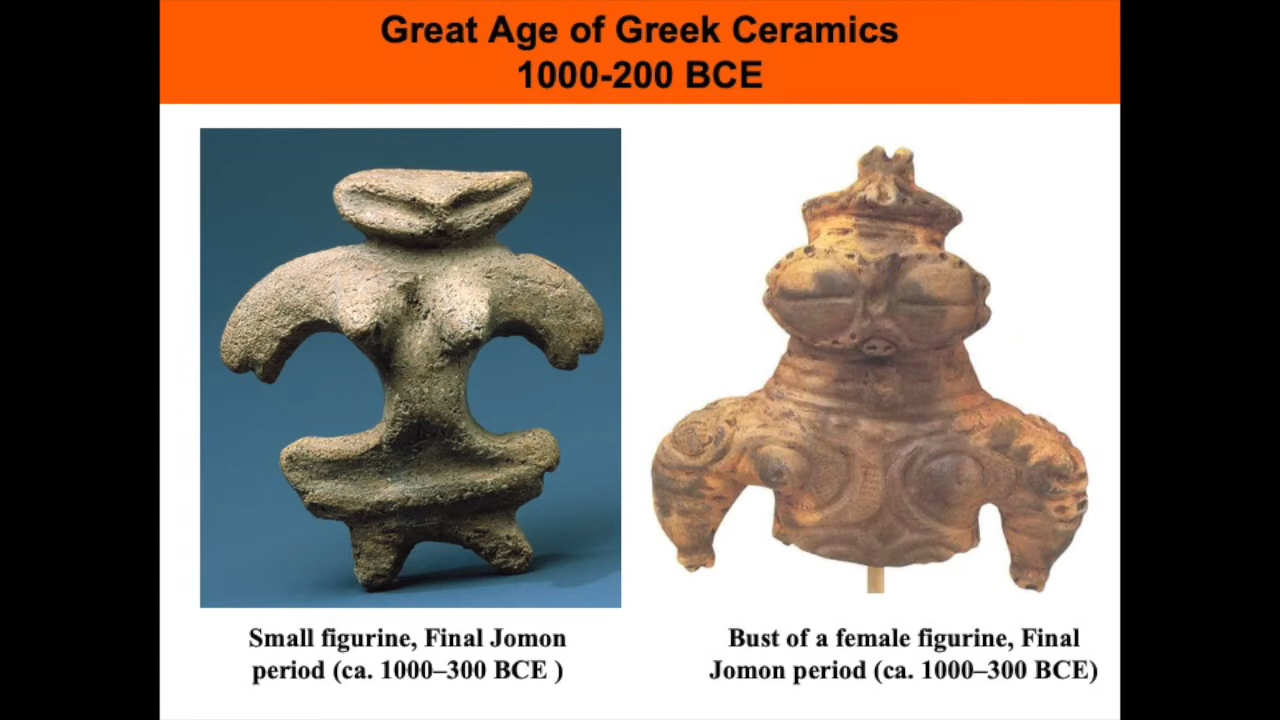 Great Age of Greek Ceramics
1000-200 BCE
Small figurine, Final Jomon
period (ca. 1000–300 BCE )
Bust of a female figurine, Final
Jomon period (ca. 1000–300 BCE)